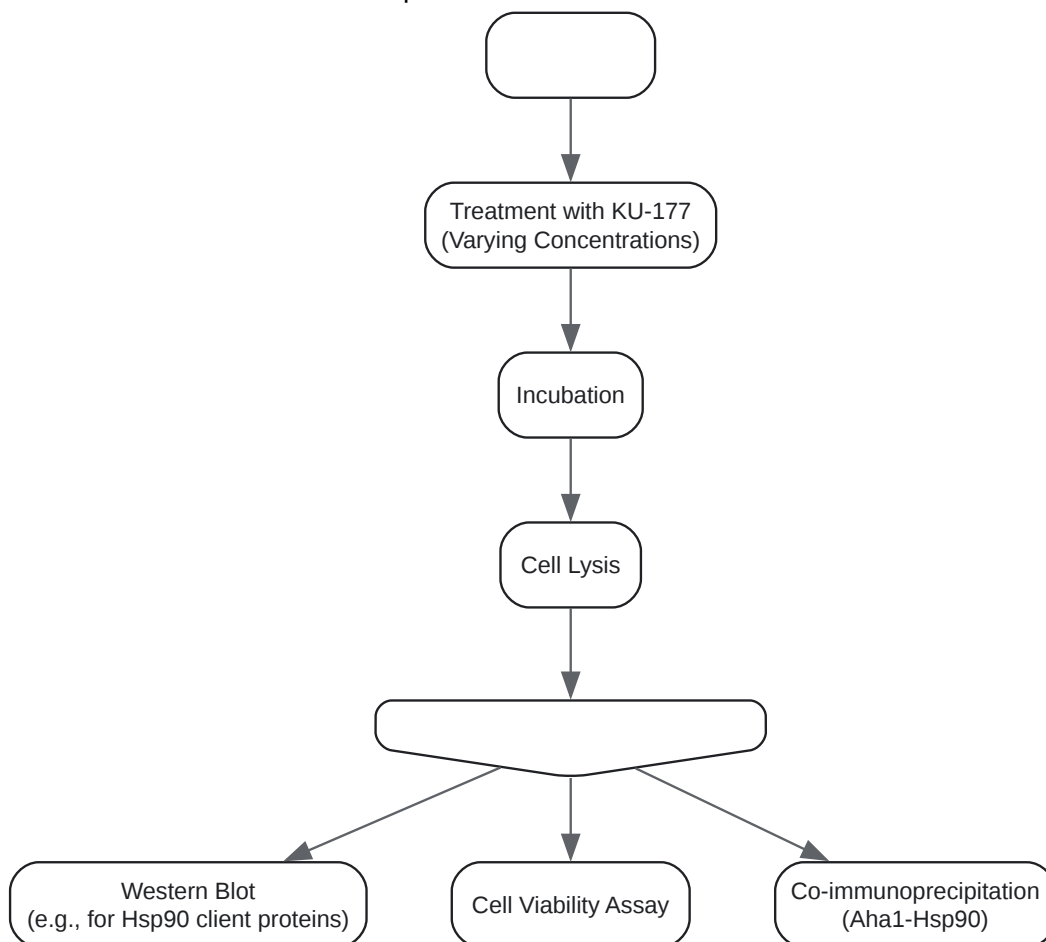 Treatment with KU-177
(Varying Concentrations)
Incubation
Cell Lysis
Western Blot
(e.g., for Hsp90 client proteins)
Cell Viability Assay
Co-immunoprecipitation
(Aha1-Hsp90)